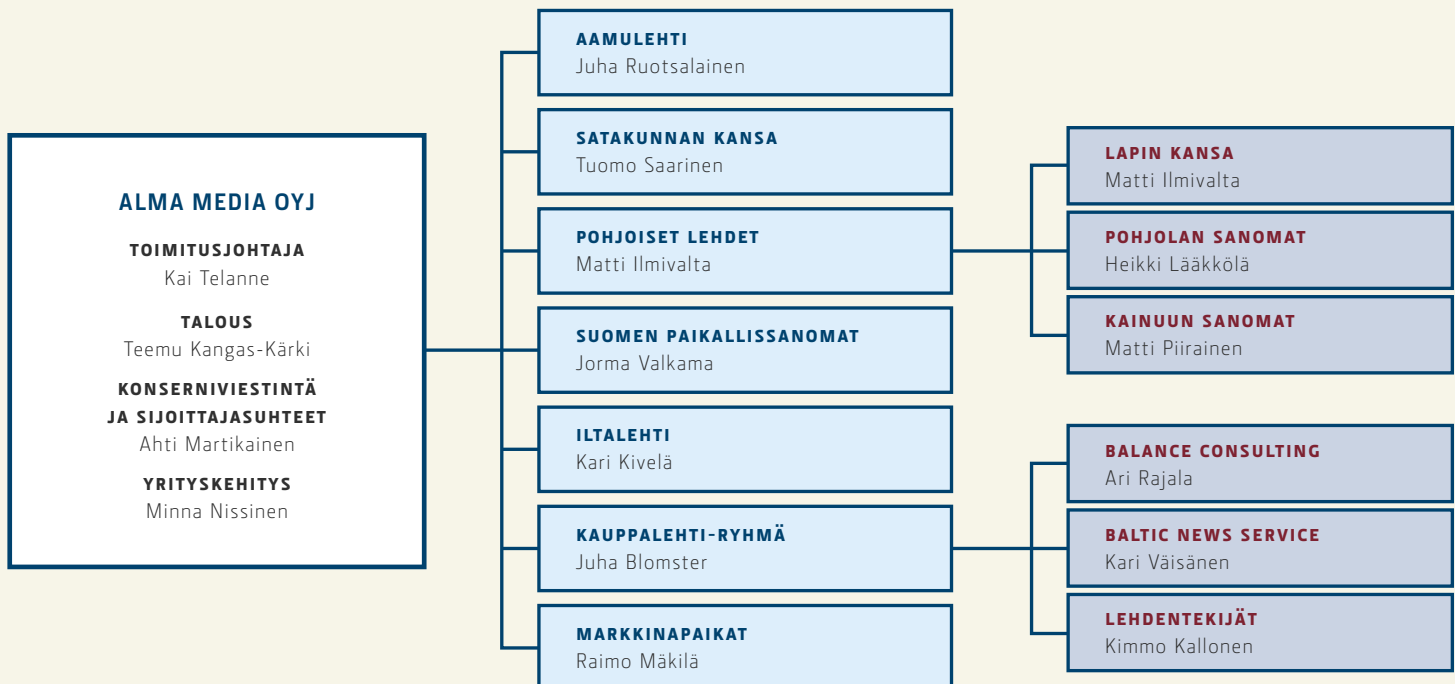 ALMA MEDIA OYJ
TOIMITUSJOHTAJA
Kai Telanne
TALOUS
Teemu Kangas-Kärki
KONSERNIVIESTINTÄ
JA SIJOITTAJASUHTEET
Ahti Martikainen
YRITYSKEHITYS
Minna Nissinen
AAMULEHTI
Juha Ruotsalainen
SATAKUNNAN KANSA
Tuomo Saarinen
POHJOISET LEHDET
Matti Ilmivalta
SUOMEN PAIKALLISSANOMAT
Jorma Valkama
ILTALEHTI
Kari Kivelä
KAUPPALEHTI-RYHMÄ
Juha Blomster
MARKKINAPAIKAT
Raimo Mäkilä
LAPIN KANSA
Matti Ilmivalta
POHJOLAN SANOMAT
Heikki Lääkkölä
KAINUUN SANOMAT
Matti Piirainen
BALANCE CONSULTING
Ari Rajala
BALTIC NEWS SERVICE
Kari Väisänen
LEHDENTEKIJÄT
Kimmo Kallonen